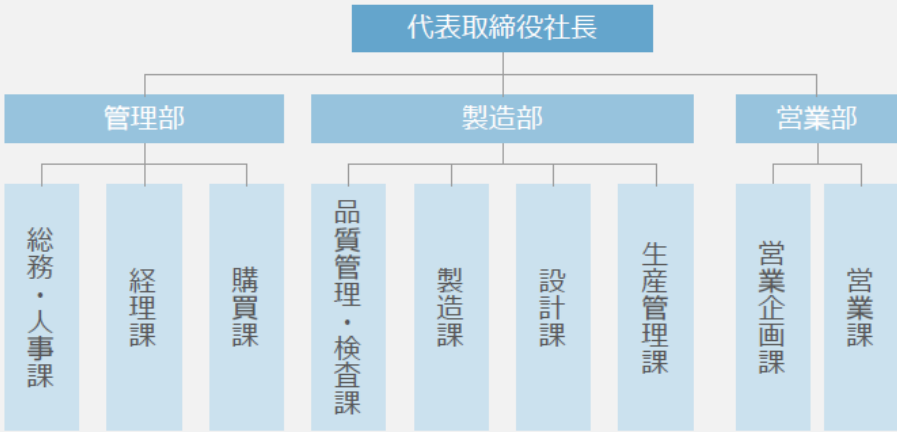 代表取締役社長
管理部
製造部
営業部
総務・人事課
経理課
購買課
品質管理・検査課
製造課
設計課
生産管理課
営業企画課
営業課